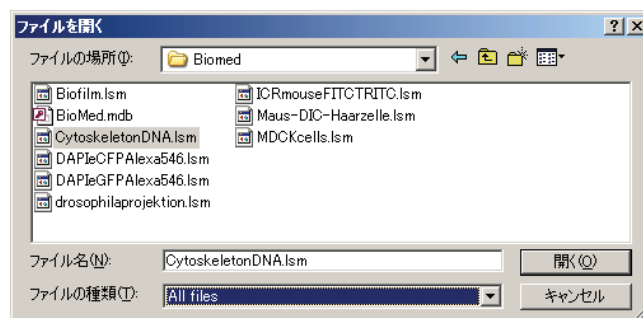 ファイルを開く
ファイルの場所(I): Biomed
Biofilm.lsm
BioMed.mdb
CytoskeletonDNA.lsm
DAPIeCFPAlexa546.lsm
DAPIeGFPAlexa546.lsm
drosophilaprojektion.lsm
ICRmouseFITCTRITC.lsm
Maus-DIC-Haarzelle.lsm
MDCKcells.lsm
ファイル名(N): CytoskeletonDNA.lsm 開く(O)
ファイルの種類(T): All files キャンセル